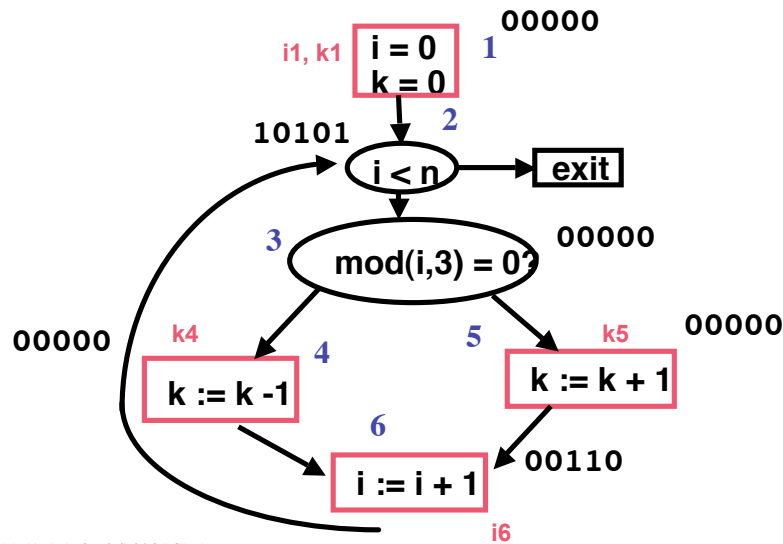 00000
i1, k1
i = 0
k = 0
1
2
10101
i < n
exit
3
mod(i,3) = 0?
00000
00000
k4
4
5
k5
00000
k := k -1
k := k + 1
6
i := i + 1
00110
i6